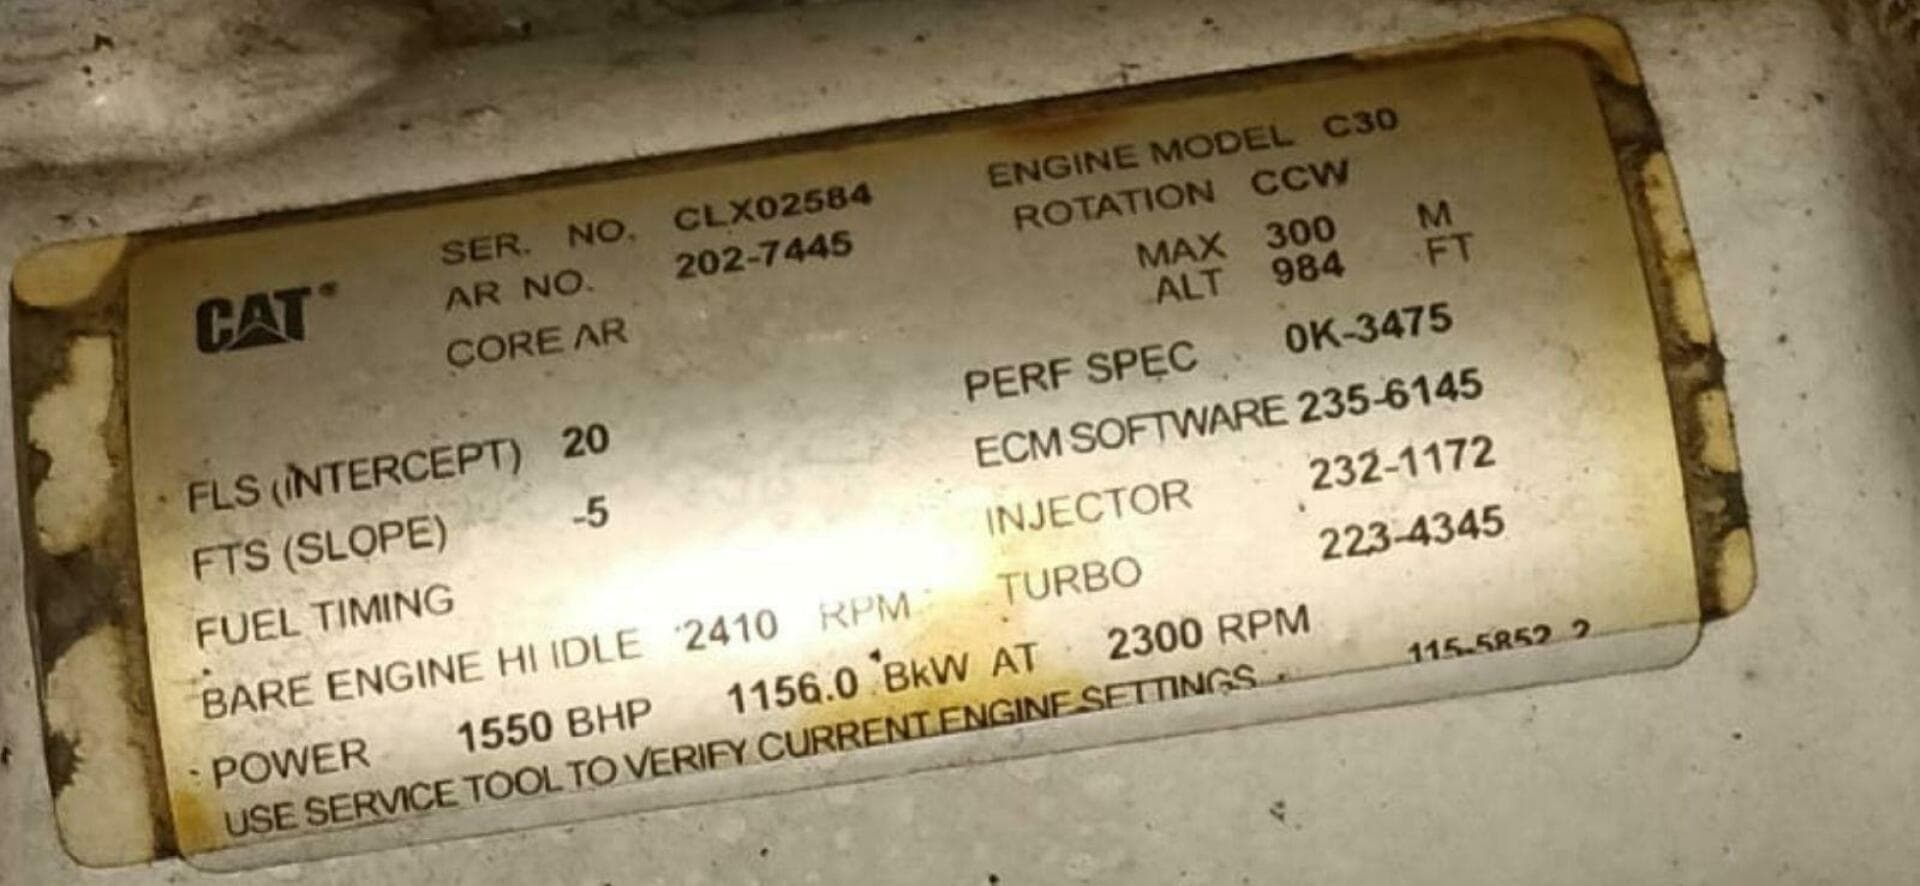 CAT
SER. NO. CLX02584
AR NO. 202-7445
CORE AR
ENGINE MODEL C30
ROTATION CCW
MAX 300 M
ALT 984 FT
FLS (INTERCEPT) 20
FTS (SLOPE) -5
FUEL TIMING
PERF SPEC 0K-3475
ECM SOFTWARE 235-6145
INJECTOR 232-1172
TURBO 223-4345
BARE ENGINE HI IDLE 2410 RPM
POWER 1550 BHP 1156.0 BkW AT 2300 RPM
USE SERVICE TOOL TO VERIFY CURRENT ENGINE SETTINGS 115-5852 2